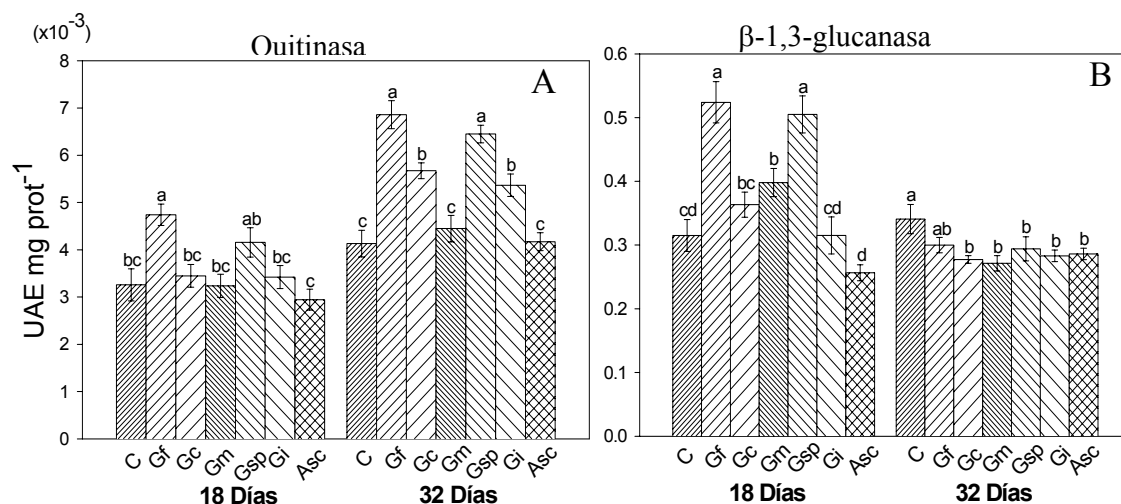 (x10⁻³)
Quitinasa
β-1,3-glucanasa
UAE mg prot⁻¹
8
7
6
5
4
3
2
1
0
A
a
bc
bc
bc
ab
bc
c
c
a
b
c
a
b
c
C
Gf
Gc
Gm
Gsp
Gi
Asc
C
Gf
Gc
Gm
Gsp
Gi
Asc
18 Días
32 Días
0.6
0.5
0.4
0.3
0.2
0.1
0.0
B
cd
a
bc
b
a
cd
d
a
ab
b
b
b
b
b
C
Gf
Gc
Gm
Gsp
Gi
Asc
C
Gf
Gc
Gm
Gsp
Gi
Asc
18 Días
32 Días